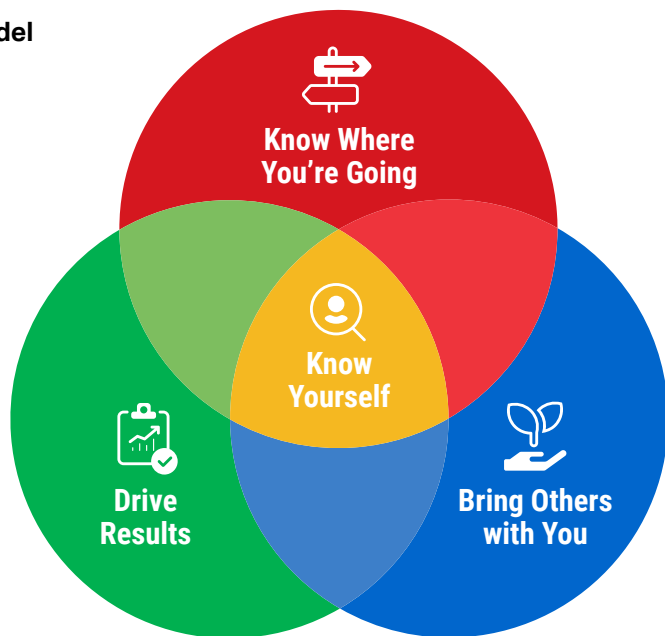 del
Know Where
You’re Going
Know
Yourself
Drive
Results
Bring Others
with You